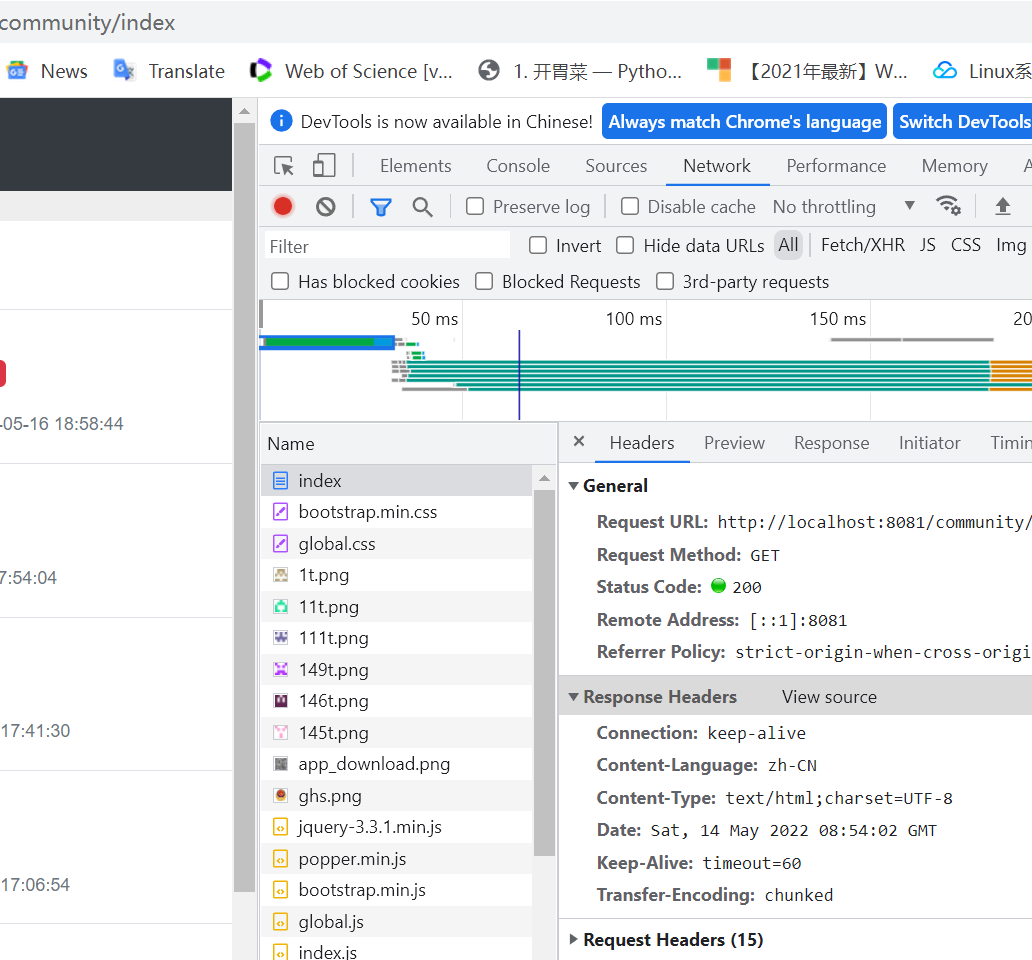 community/index
News Translate Web of Science [v... 1. 开胃菜 — Pytho... 【2021年最新】W... Linux系
DevTools is now available in Chinese! Always match Chrome's language Switch DevTools
Elements Console Sources Network Performance Memory A
Preserve log Disable cache No throttling
Filter Invert Hide data URLs All Fetch/XHR JS CSS Img
Has blocked cookies Blocked Requests 3rd-party requests
50 ms 100 ms 150 ms 20
-05-16 18:58:44
7:54:04
17:41:30
17:06:54
Name
index
bootstrap.min.css
global.css
1t.png
11t.png
111t.png
149t.png
146t.png
145t.png
app_download.png
ghs.png
jquery-3.3.1.min.js
popper.min.js
bootstrap.min.js
global.js
index.js
× Headers Preview Response Initiator Timin
General
Request URL: http://localhost:8081/community/
Request Method: GET
Status Code: 200
Remote Address: [::1]:8081
Referrer Policy: strict-origin-when-cross-origi
Response Headers View source
Connection: keep-alive
Content-Language: zh-CN
Content-Type: text/html;charset=UTF-8
Date: Sat, 14 May 2022 08:54:02 GMT
Keep-Alive: timeout=60
Transfer-Encoding: chunked
Request Headers (15)